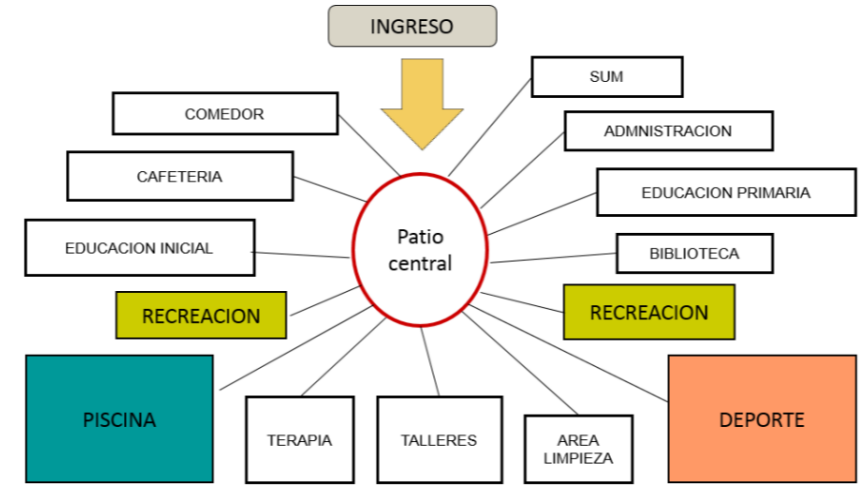 INGRESO
SUM
COMEDOR
ADMNISTRACION
CAFETERIA
EDUCACION PRIMARIA
Patio
central
EDUCACION INICIAL
BIBLIOTECA
RECREACION
RECREACION
PISCINA
TERAPIA
TALLERES
AREA
LIMPIEZA
DEPORTE